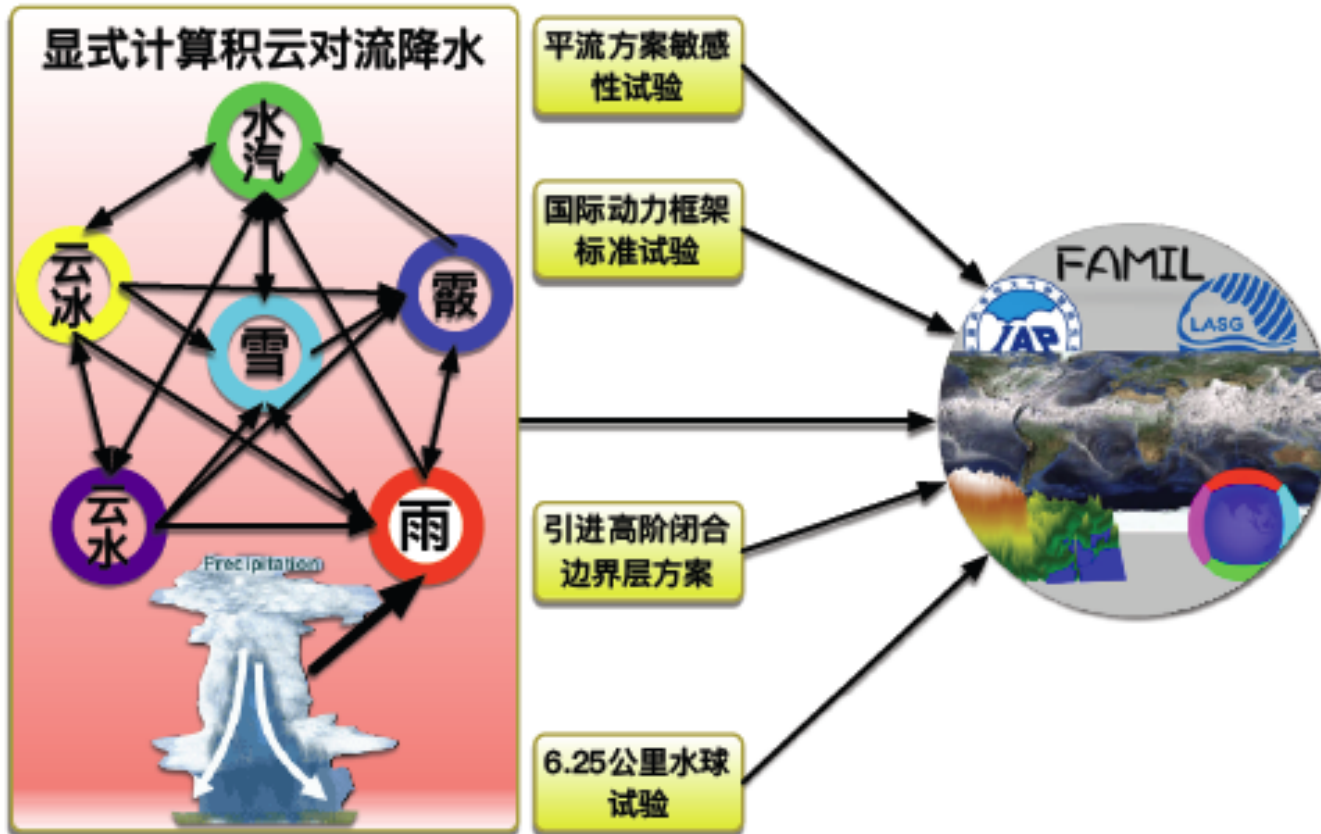 显式计算积云对流降水
水
汽
云
冰
霰
雪
云
水
雨
Precipitation
平流方案敏感
性试验
国际动力框架
标准试验
引进高阶闭合
边界层方案
6.25公里水球
试验
FAMIL
IAP
LASG